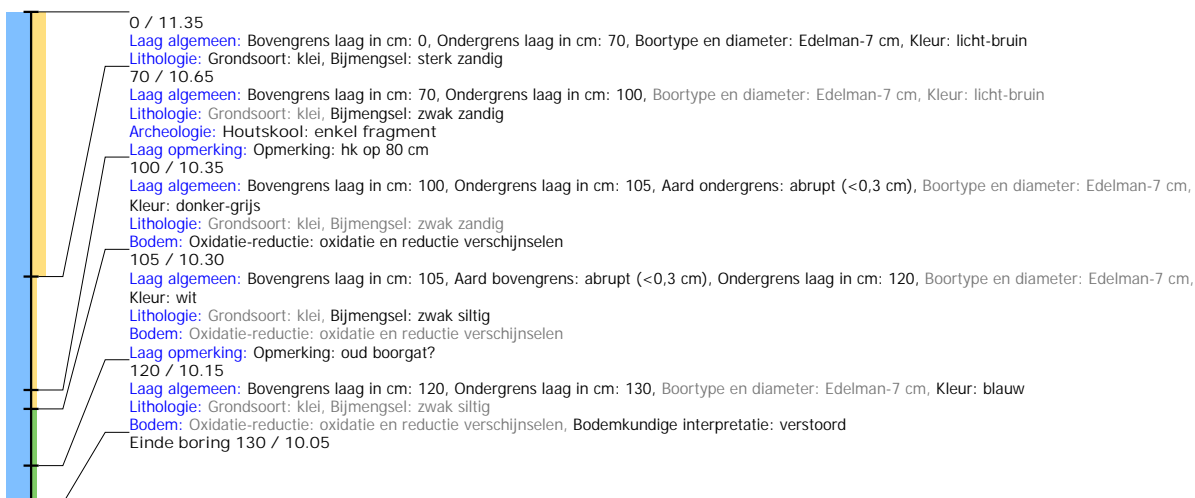 0 / 11.35
Laag algemeen: Bovengrens laag in cm: 0, Ondergrens laag in cm: 70, Boortype en diameter: Edelman-7 cm, Kleur: licht-bruin
Lithologie: Grondsoort: klei, Bijmengsel: sterk zandig
70 / 10.65
Laag algemeen: Bovengrens laag in cm: 70, Ondergrens laag in cm: 100, Boortype en diameter: Edelman-7 cm, Kleur: licht-bruin
Lithologie: Grondsoort: klei, Bijmengsel: zwak zandig
Archeologie: Houtskool: enkel fragment
Laag opmerking: Opmerking: hk op 80 cm
100 / 10.35
Laag algemeen: Bovengrens laag in cm: 100, Ondergrens laag in cm: 105, Aard ondergrens: abrupt (<0,3 cm), Boortype en diameter: Edelman-7 cm,
Kleur: donker-grijs
Lithologie: Grondsoort: klei, Bijmengsel: zwak zandig
Bodem: Oxidatie-reductie: oxidatie en reductie verschijnselen
105 / 10.30
Laag algemeen: Bovengrens laag in cm: 105, Aard bovengrens: abrupt (<0,3 cm), Ondergrens laag in cm: 120, Boortype en diameter: Edelman-7 cm,
Kleur: wit
Lithologie: Grondsoort: klei, Bijmengsel: zwak siltig
Bodem: Oxidatie-reductie: oxidatie en reductie verschijnselen
Laag opmerking: Opmerking: oud boorgat?
120 / 10.15
Laag algemeen: Bovengrens laag in cm: 120, Ondergrens laag in cm: 130, Boortype en diameter: Edelman-7 cm, Kleur: blauw
Lithologie: Grondsoort: klei, Bijmengsel: zwak siltig
Bodem: Oxidatie-reductie: oxidatie en reductie verschijnselen, Bodemkundige interpretatie: verstoord
Einde boring 130 / 10.05